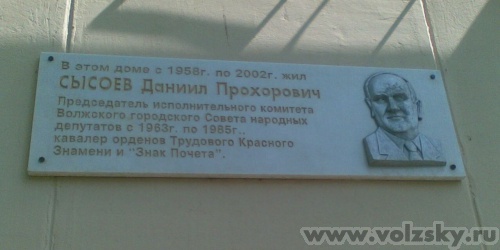 В этом доме с 1958г. по 2002г. жил
СЫСОЕВ Даниил Прохорович
Председатель исполнительного комитета
Волжского городского Совета народных
депутатов с 1963г. по 1985г.,
кавалер орденов Трудового Красного
Знамени и "Знак Почета".
www.volzsky.ru